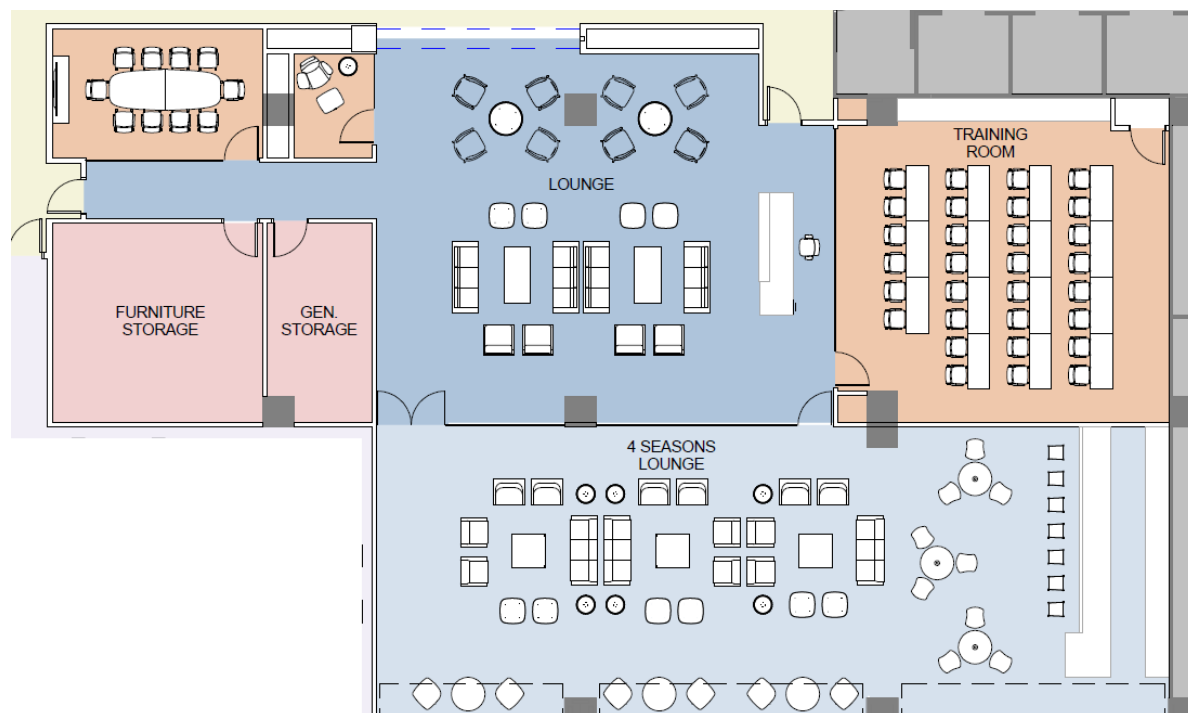 TRAINING
ROOM
LOUNGE
FURNITURE
STORAGE
GEN.
STORAGE
4 SEASONS
LOUNGE